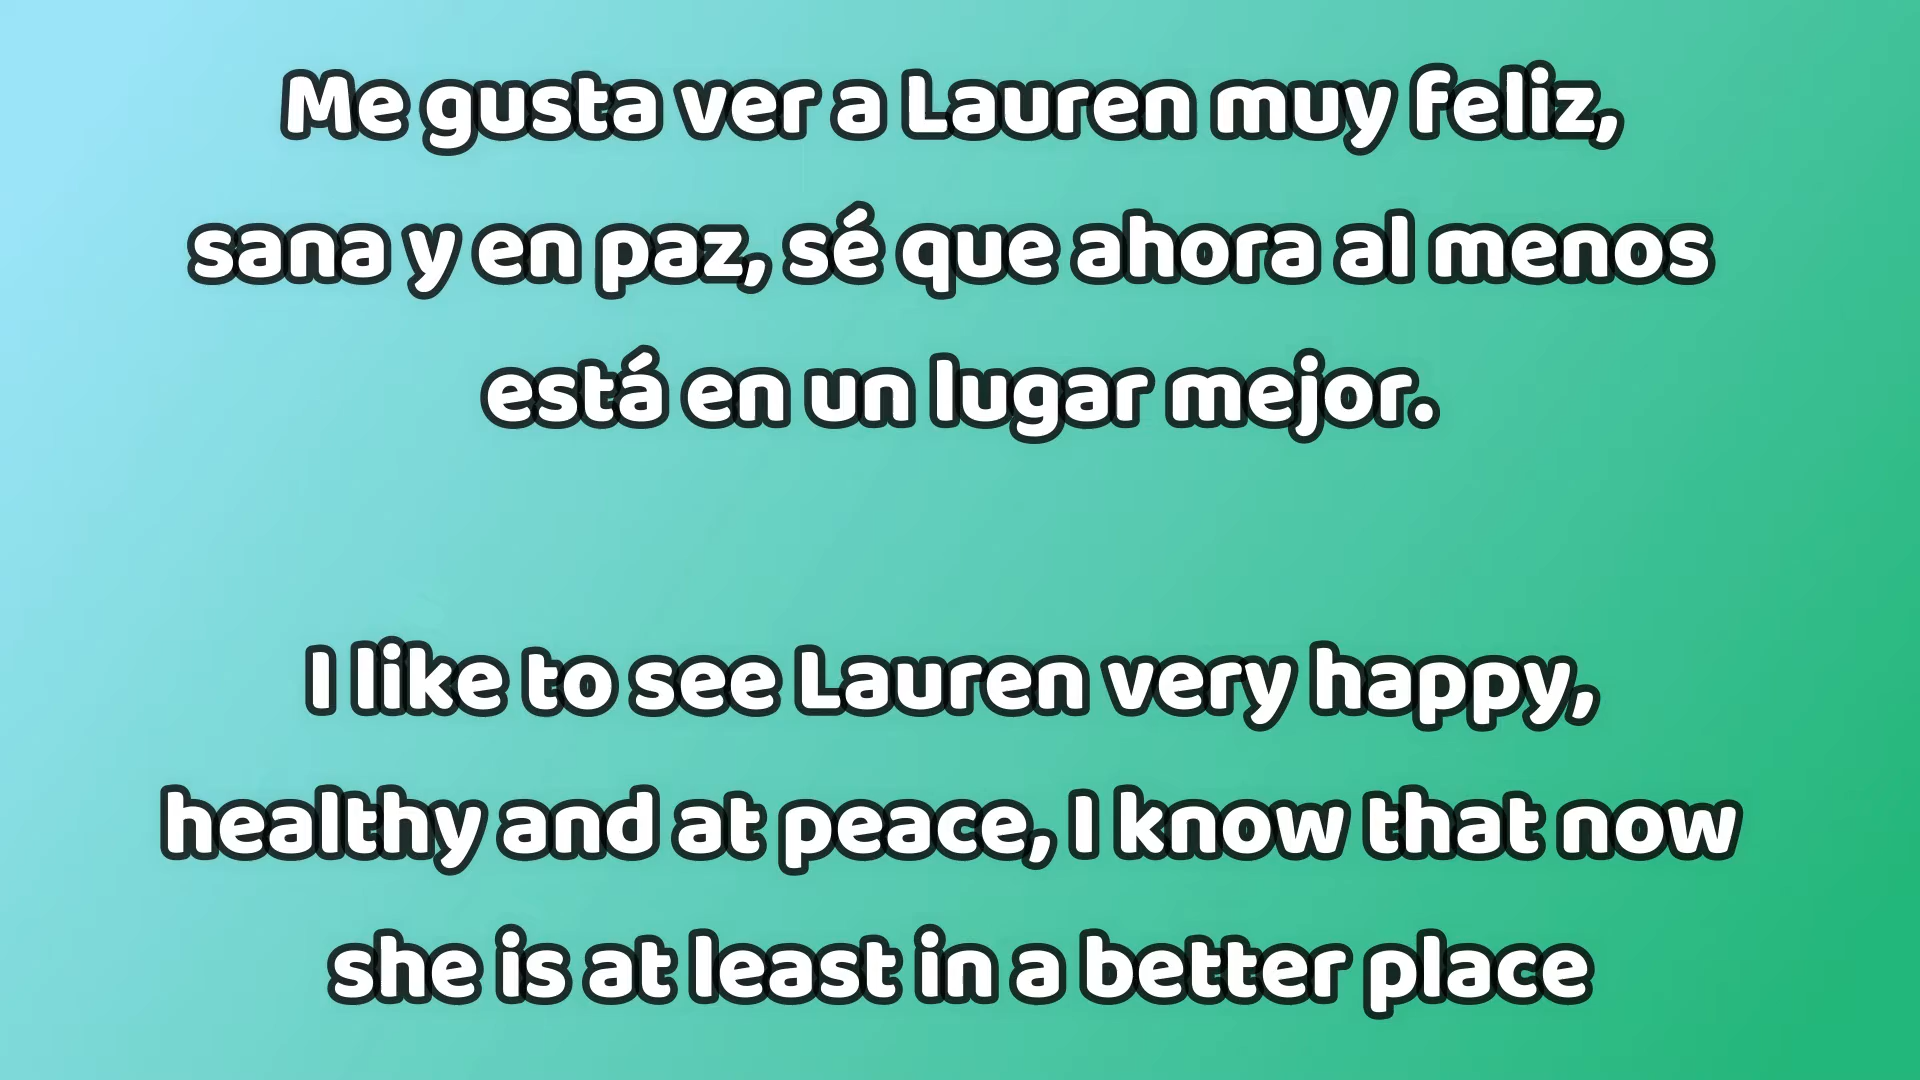 Me gusta ver a Lauren muy feliz,
sana y en paz, sé que ahora al menos
está en un lugar mejor.
I like to see Lauren very happy,
healthy and at peace, I know that now
she is at least in a better place